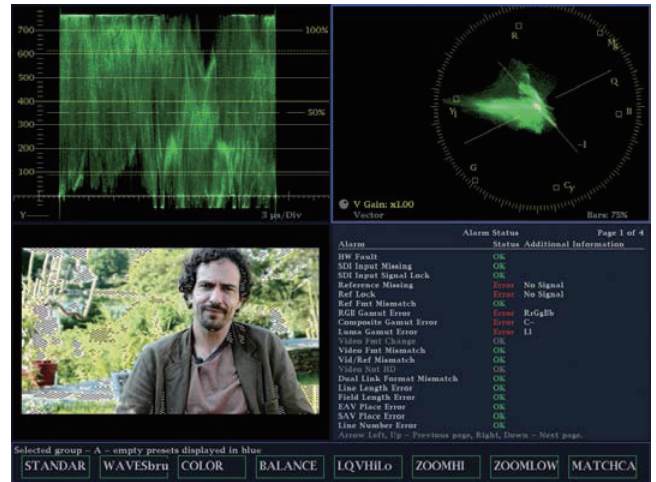 700
600
500
400
300
200
100
100%
50%
Y
3 µs/Div
R
Mg
Q
B
Yl
-I
G
Cy
V Gain: x1.00
Vector
Bars: 75%
Alarm Status Page 1 of 4
Alarm Status Additional Information
HW Fault OK
SDI Input Missing OK
SDI Input Signal Lock OK
Reference Missing Error No Signal
Ref Lock Error No Signal
Ref Fmt Mismatch OK
RGB Gamut Error Error RrGgBb
Composite Gamut Error Error C-
Luma Gamut Error Error Ll
Video Fmt Change OK
Video Fmt Mismatch OK
Vid/Ref Mismatch OK
Video Not HD OK
Dual Link Format Mismatch OK
Line Length Error OK
Field Length Error OK
EAV Place Error OK
SAV Place Error OK
Line Number Error OK
Arrow Left, Up - Previous page, Right, Down - Next page.
Selected group - A - empty presets displayed in blue
STANDAR WAVESbru COLOR BALANCE LQVHiLo ZOOMHI ZOOMLOW MATCHCA